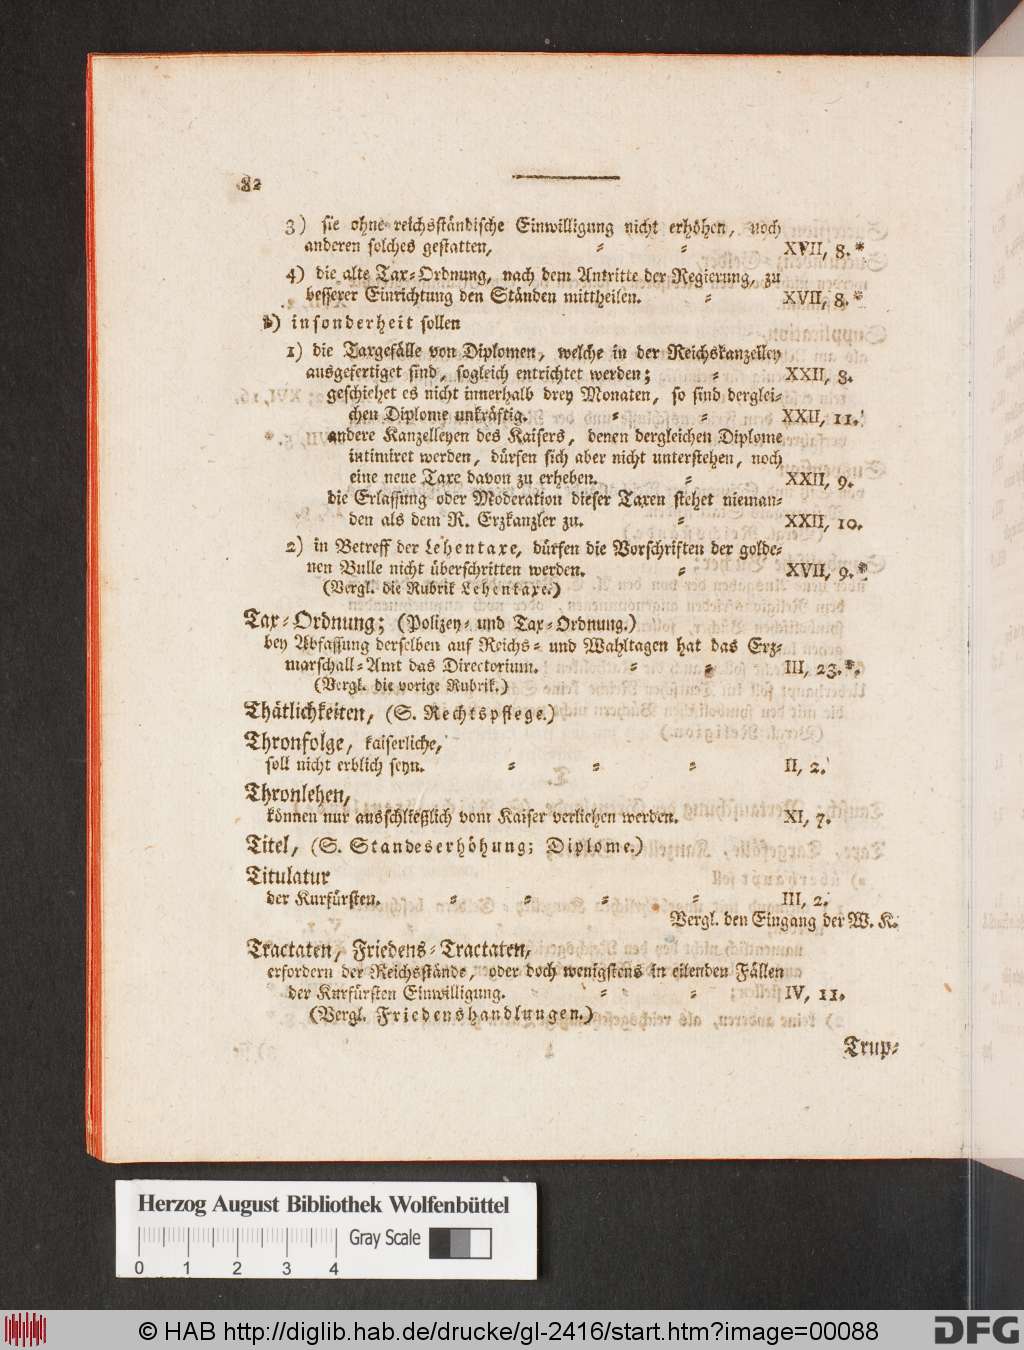 82
3) sie ohne reichsständische Einwilligung nicht erhöhen, noch
anderen solches gestatten, ⸗ ⸗ XVII, 8.*
4) die alte Tax⸗Ordnung, nach dem Antritte der Regierung, zu
besserer Einrichtung den Ständen mittheilen. ⸗ XVII, 8.*
b) insonderheit sollen
1) die Taxgefälle von Diplomen, welche in der Reichskanzelley
ausgefertiget sind, sogleich entrichtet werden; ⸗ XXII, 8.
geschiehet es nicht innerhalb drey Monaten, so sind derglei⸗
chen Diplome unkräftig. ⸗ ⸗ XXII, 11.
andere Kanzelleyen des Kaisers, denen dergleichen Diplome
intimiret werden, dürfen sich aber nicht unterstehen, noch
eine neue Taxe davon zu erheben. ⸗ XXII, 9.
die Erlassung oder Moderation dieser Taxen stehet nieman⸗
den als dem R. Erzkanzler zu. ⸗ XXII, 10.
2) in Betreff der Lehentaxe, dürfen die Vorschriften der golde⸗
nen Bulle nicht überschritten werden. ⸗ XVII, 9.*
(Vergl. die Rubrik Lehentaxe.)
Tax⸗Ordnung; (Polizey⸗ und Tax⸗Ordnung.)
bey Abfassung derselben auf Reichs⸗ und Wahltagen hat das Erz⸗
marschall⸗Amt das Directorium. ⸗ ⸗ III, 23.*.
(Vergl. die vorige Rubrik.)
Thätlichkeiten, (S. Rechtspflege.)
Thronfolge, kaiserliche,
soll nicht erblich seyn. ⸗ ⸗ ⸗ II, 2.
Thronlehen,
können nur ausschließlich vom Kaiser verliehen werden. XI, 7.
Titel, (S. Standeserhöhung; Diplome.)
Titulatur
der Kurfürsten. ⸗ ⸗ ⸗ ⸗ III, 2.
Vergl. den Eingang der W. K.
Tractaten, Friedens⸗Tractaten,
erfordern der Reichsstände, oder doch wenigstens in eilenden Fällen
der Kurfürsten Einwilligung. ⸗ ⸗ IV, 11.
(Vergl. Friedenshandlungen.)
Trup⸗
Herzog August Bibliothek Wolfenbüttel
Gray Scale
0 1 2 3 4
© HAB http://diglib.hab.de/drucke/gl-2416/start.htm?image=00088
DFG